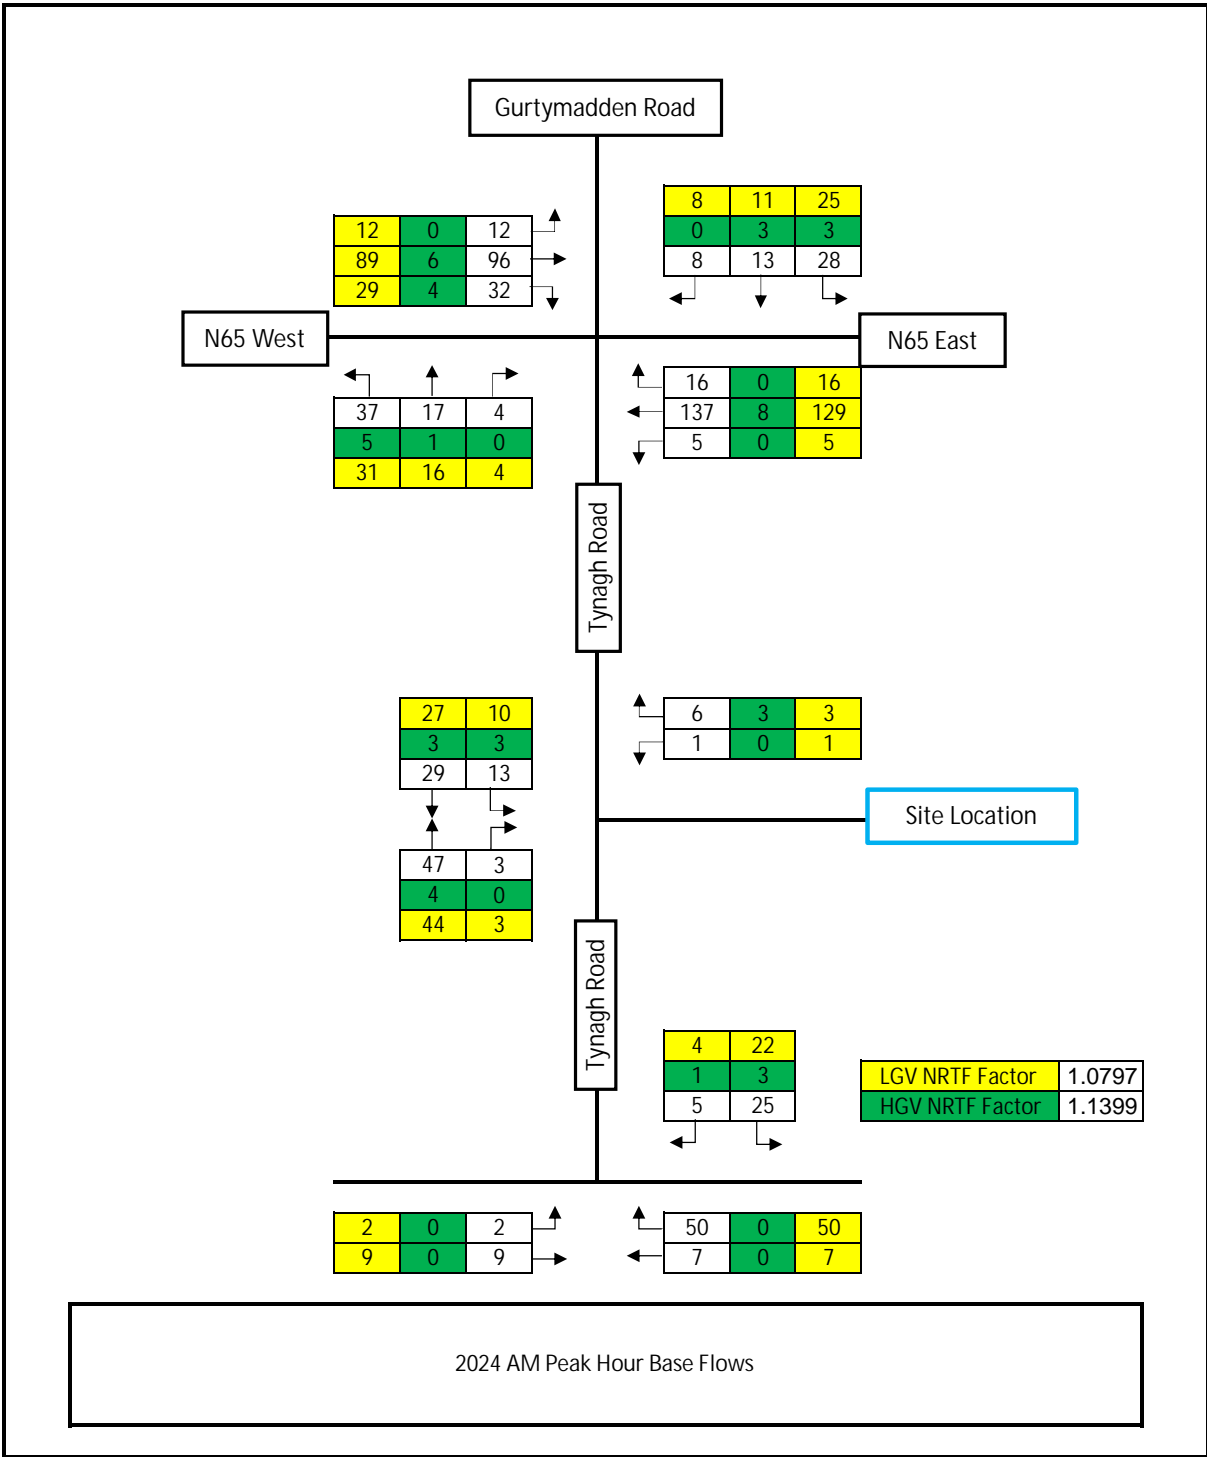 Gurtymadden Road
8 11 25
0 3 3
8 13 28
12 0 12
89 6 96
29 4 32
N65 West
N65 East
37 17 4
5 1 0
31 16 4
16 0 16
137 8 129
5 0 5
Tynagh Road
27 10
3 3
29 13
6 3 3
1 0 1
Site Location
47 3
4 0
44 3
Tynagh Road
4 22
1 3
5 25
LGV NRTF Factor 1.0797
HGV NRTF Factor 1.1399
2 0 2
9 0 9
50 0 50
7 0 7
2024 AM Peak Hour Base Flows